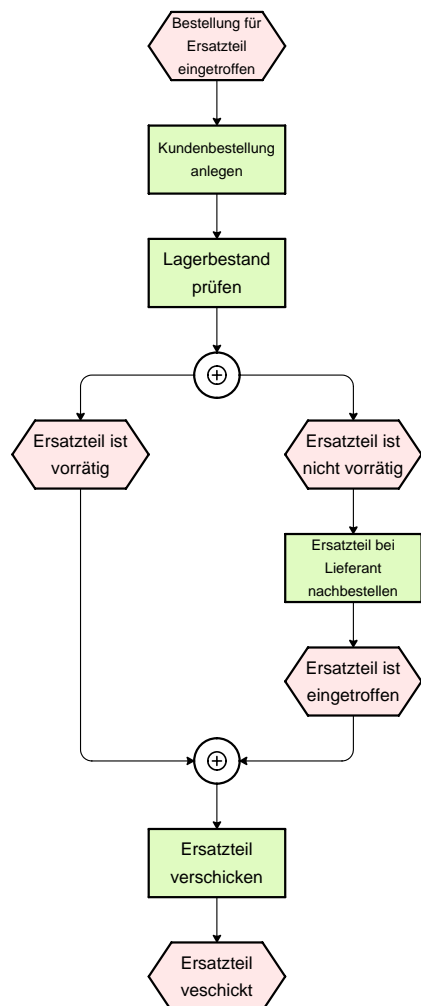 Bestellung für
Ersatzteil
eingetroffen
Kundenbestellung
anlegen
Lagerbestand
prüfen
Ersatzteil ist
vorrätig
Ersatzteil ist
nicht vorrätig
Ersatzteil bei
Lieferant
nachbestellen
Ersatzteil ist
eingetroffen
Ersatzteil
verschicken
Ersatzteil
veschickt